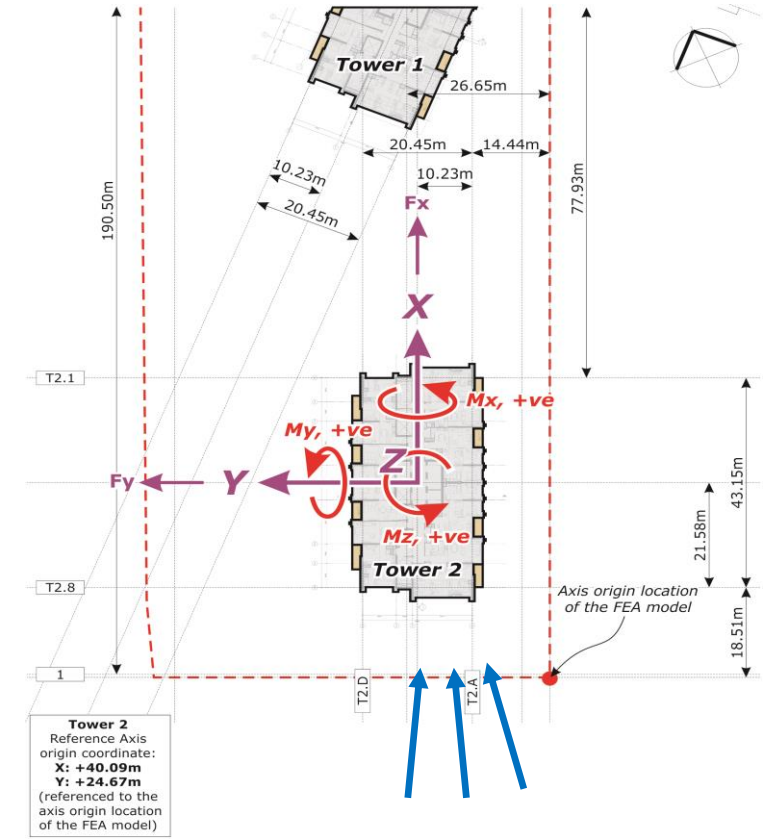 Tower 1
26.65m
20.45m
14.44m
10.23m
10.23m
20.45m
190.50m
77.93m
Fx
X
T2.1
Mx, +ve
My, +ve
Z
Fy
Y
Mz, +ve
43.15m
21.58m
Tower 2
T2.8
Axis origin location
of the FEA model
18.51m
1
T2.D
T2.A
Tower 2
Reference Axis
origin coordinate:
X: +40.09m
Y: +24.67m
(referenced to the
axis origin location
of the FEA model)